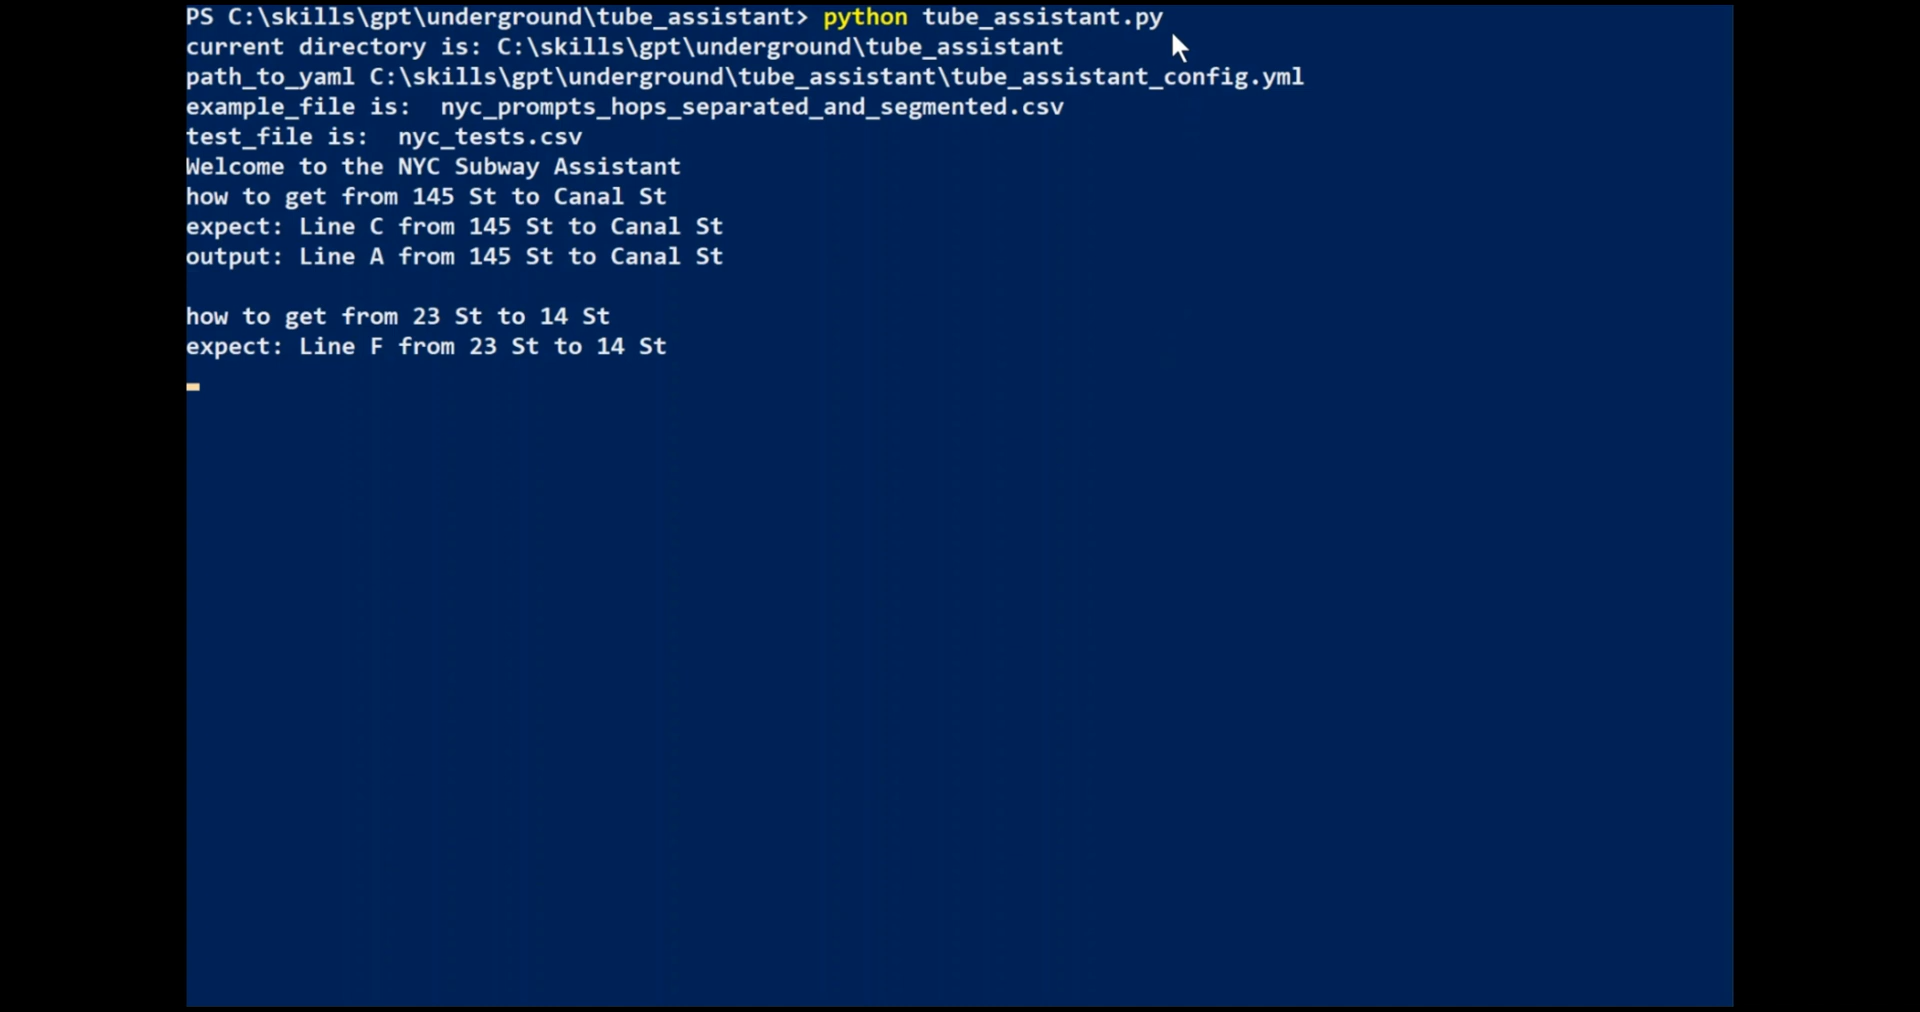 PS C:\skills\gpt\underground\tube_assistant> python tube_assistant.py
current directory is: C:\skills\gpt\underground\tube_assistant
path_to_yaml C:\skills\gpt\underground\tube_assistant\tube_assistant_config.yml
example_file is:  nyc_prompts_hops_separated_and_segmented.csv
test_file is:  nyc_tests.csv
Welcome to the NYC Subway Assistant
how to get from 145 St to Canal St
expect: Line C from 145 St to Canal St
output: Line A from 145 St to Canal St
how to get from 23 St to 14 St
expect: Line F from 23 St to 14 St